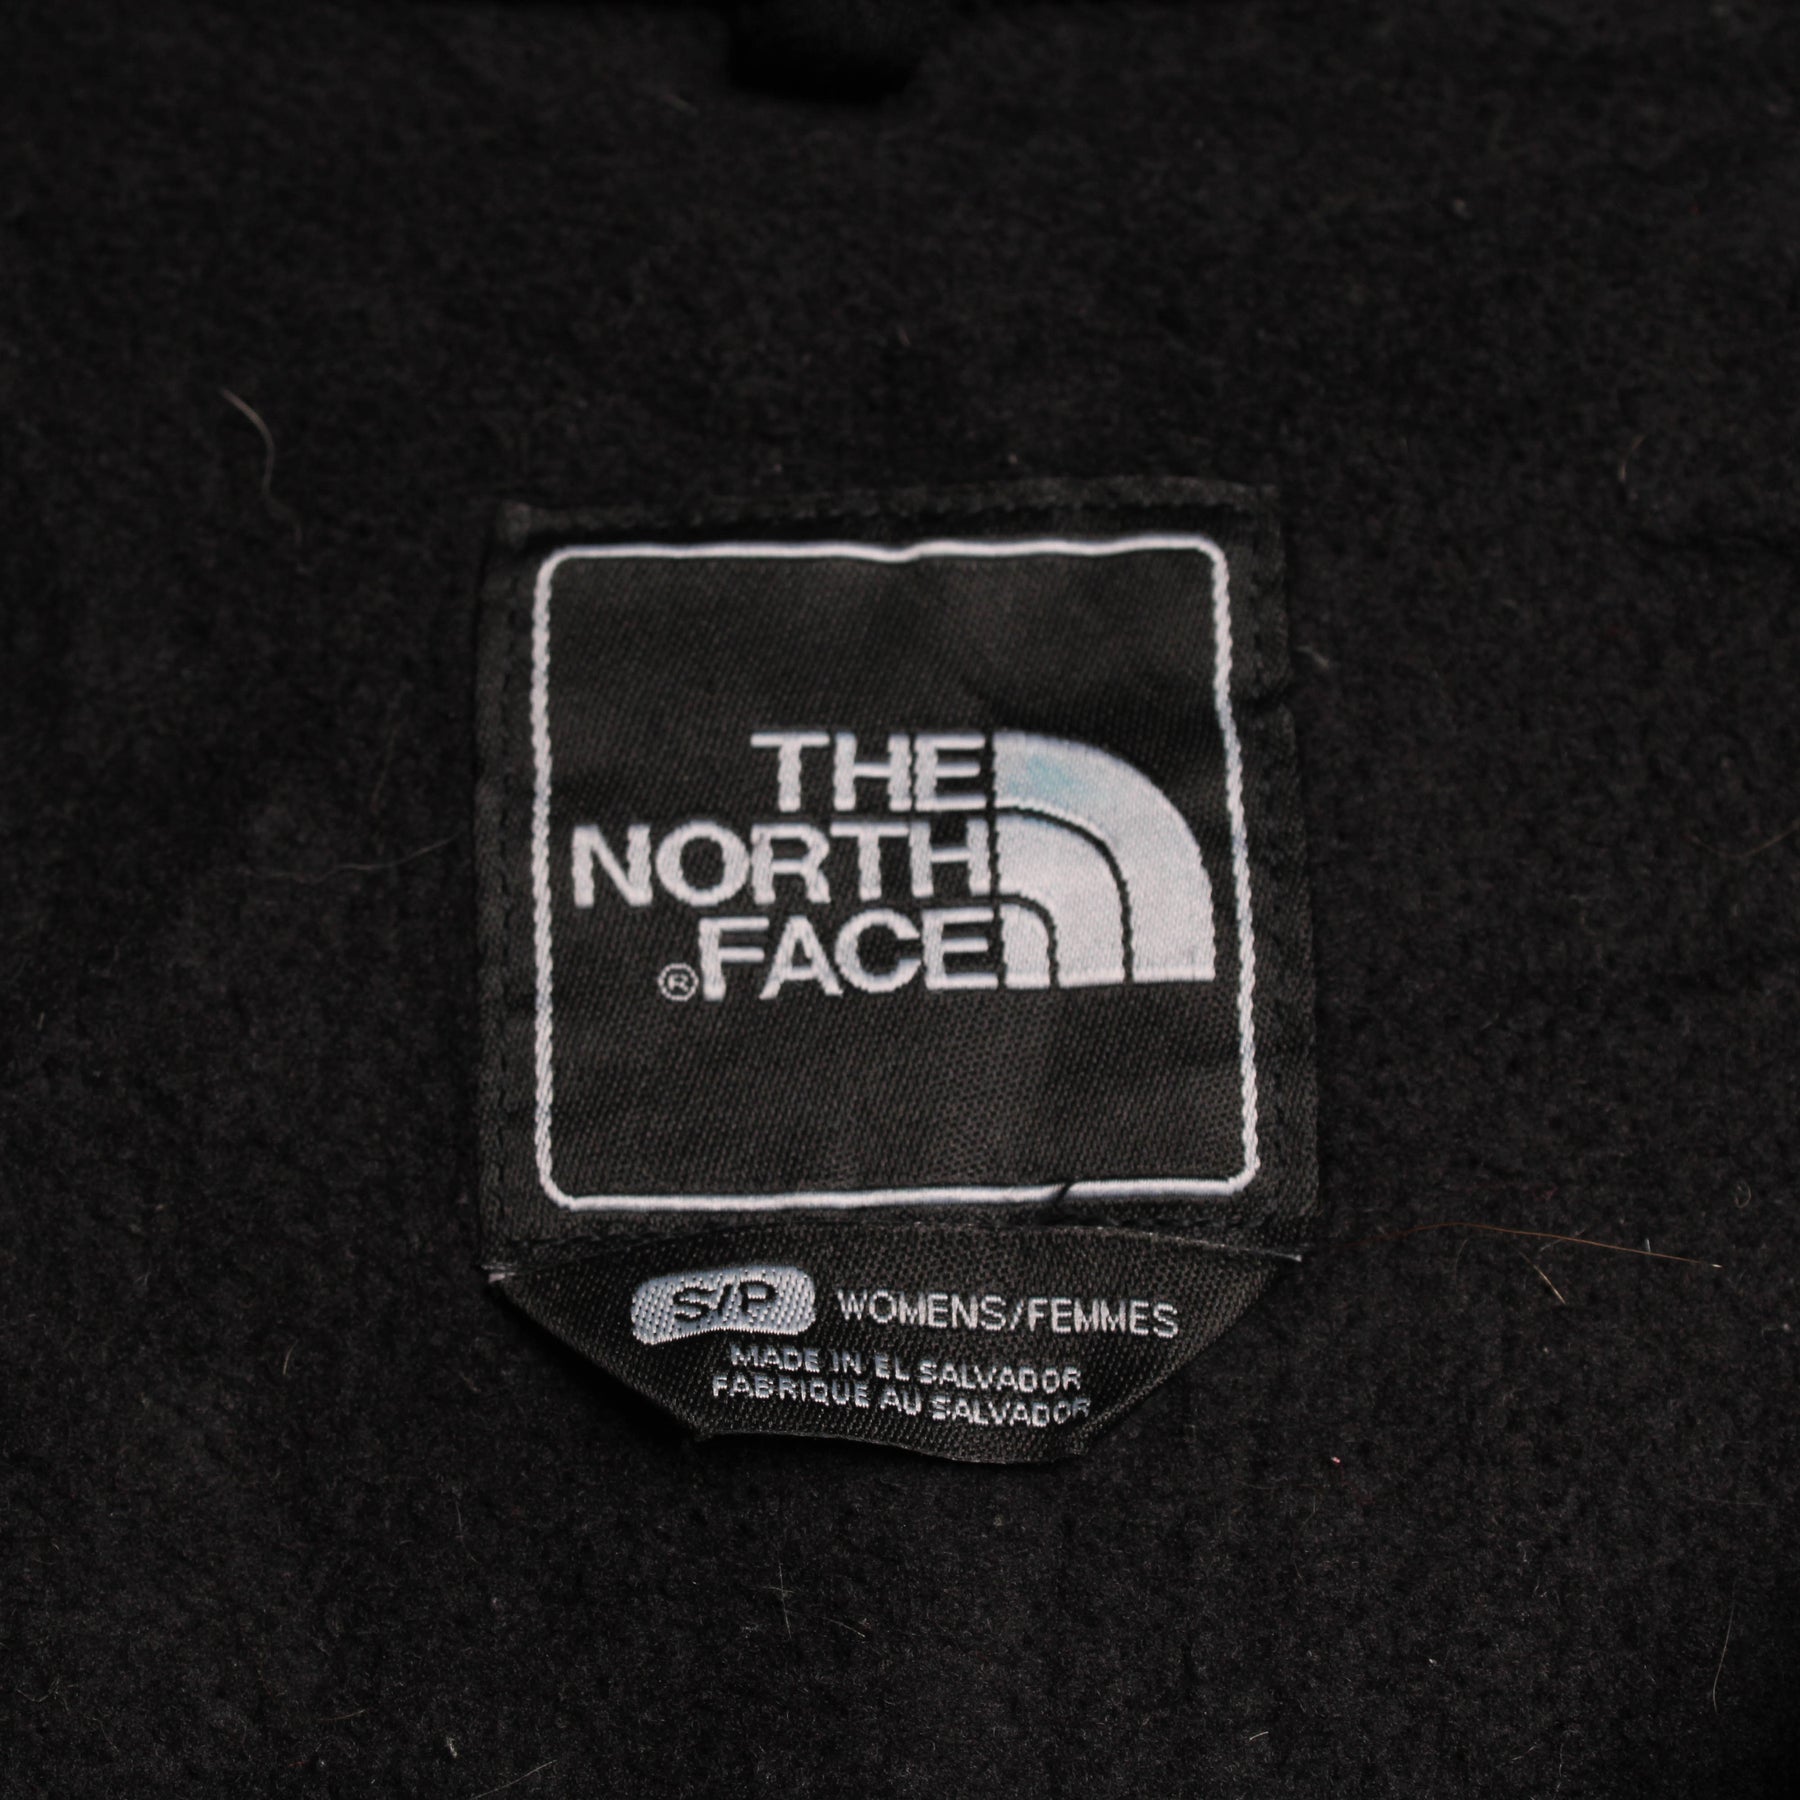 THE
NORTH
®FACE
S/P WOMENS/FEMMES
MADE IN EL SALVADOR
FABRIQUE AU SALVADOR